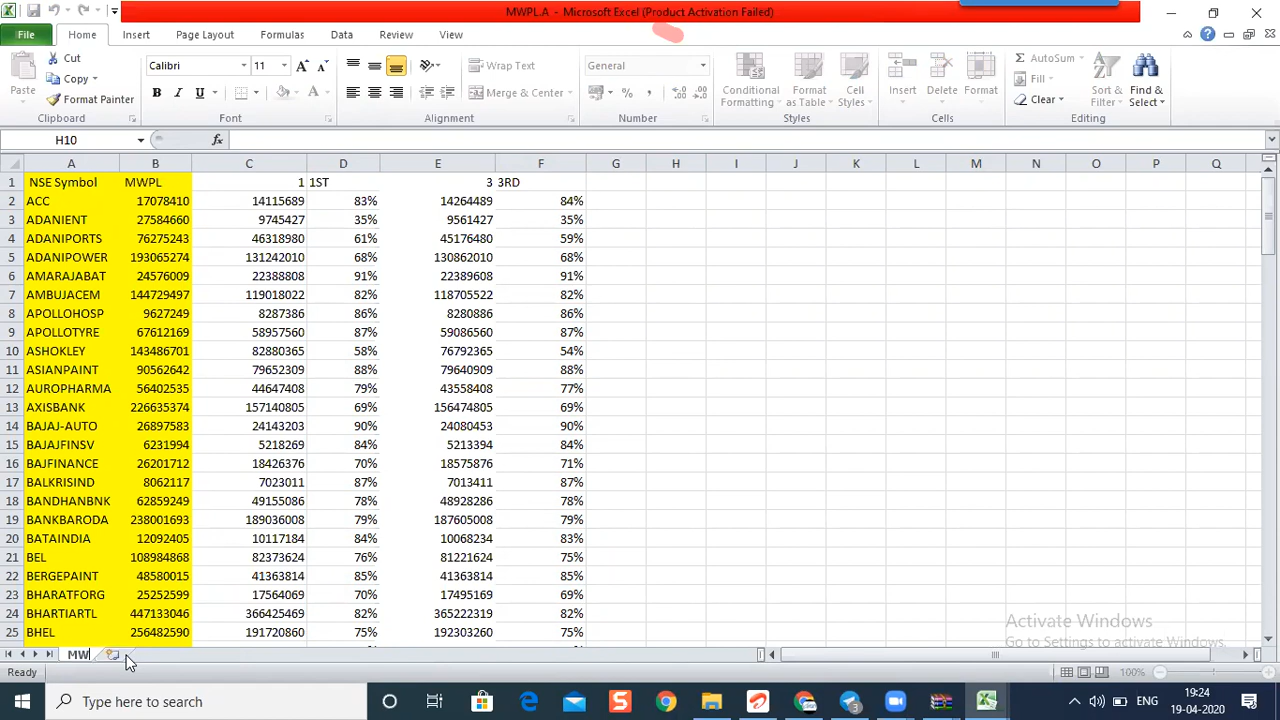 MWPL.A - Microsoft Excel (Product Activation Failed)
File Home Insert Page Layout Formulas Data Review View
Paste Cut Copy Format Painter Clipboard
Calibri 11 B I U A Font
Wrap Text Merge & Center Alignment
General % , Number
Conditional Formatting Format as Table Cell Styles Styles
Insert Delete Format Cells
AutoSum Fill Clear Sort & Filter Find & Select Editing
H10 fx
A B C D E F G H I J K L M N O P Q
1 NSE Symbol MWPL 1 1ST 3 3RD
2 ACC 17078410 14115689 83% 14264489 84%
3 ADANIENT 27584660 9745427 35% 9561427 35%
4 ADANIPORTS 76275243 46318980 61% 45176480 59%
5 ADANIPOWER 193065274 131242010 68% 130862010 68%
6 AMARAJABAT 24576009 22388808 91% 22389608 91%
7 AMBUJACEM 144729497 119018022 82% 118705522 82%
8 APOLLOHOSP 9627249 8287386 86% 8280886 86%
9 APOLLOTYRE 67612169 58957560 87% 59086560 87%
10 ASHOKLEY 143486701 82880365 58% 76792365 54%
11 ASIANPAINT 90562642 79652309 88% 79640909 88%
12 AUROPHARMA 56402535 44647408 79% 43558408 77%
13 AXISBANK 226635374 157140805 69% 156474805 69%
14 BAJAJ-AUTO 26897583 24143203 90% 24080453 90%
15 BAJAJFINSV 6231994 5218269 84% 5213394 84%
16 BAJFINANCE 26201712 18426376 70% 18575876 71%
17 BALKRISIND 8062117 7023011 87% 7013411 87%
18 BANDHANBNK 62859249 49155086 78% 48928286 78%
19 BANKBARODA 238001693 189036008 79% 187605008 79%
20 BATAINDIA 12092405 10117184 84% 10068234 83%
21 BEL 108984868 82373624 76% 81221624 75%
22 BERGEPAINT 48580015 41363814 85% 41363814 85%
23 BHARATFORG 25252599 17564069 70% 17495169 69%
24 BHARTIARTL 447133046 366425469 82% 365222319 82%
25 BHEL 256482590 191720860 75% 192303260 75%
Activate Windows
Go to Settings to activate Windows.
MW
Ready 100%
Type here to search
3
ENG
19:24
19-04-2020